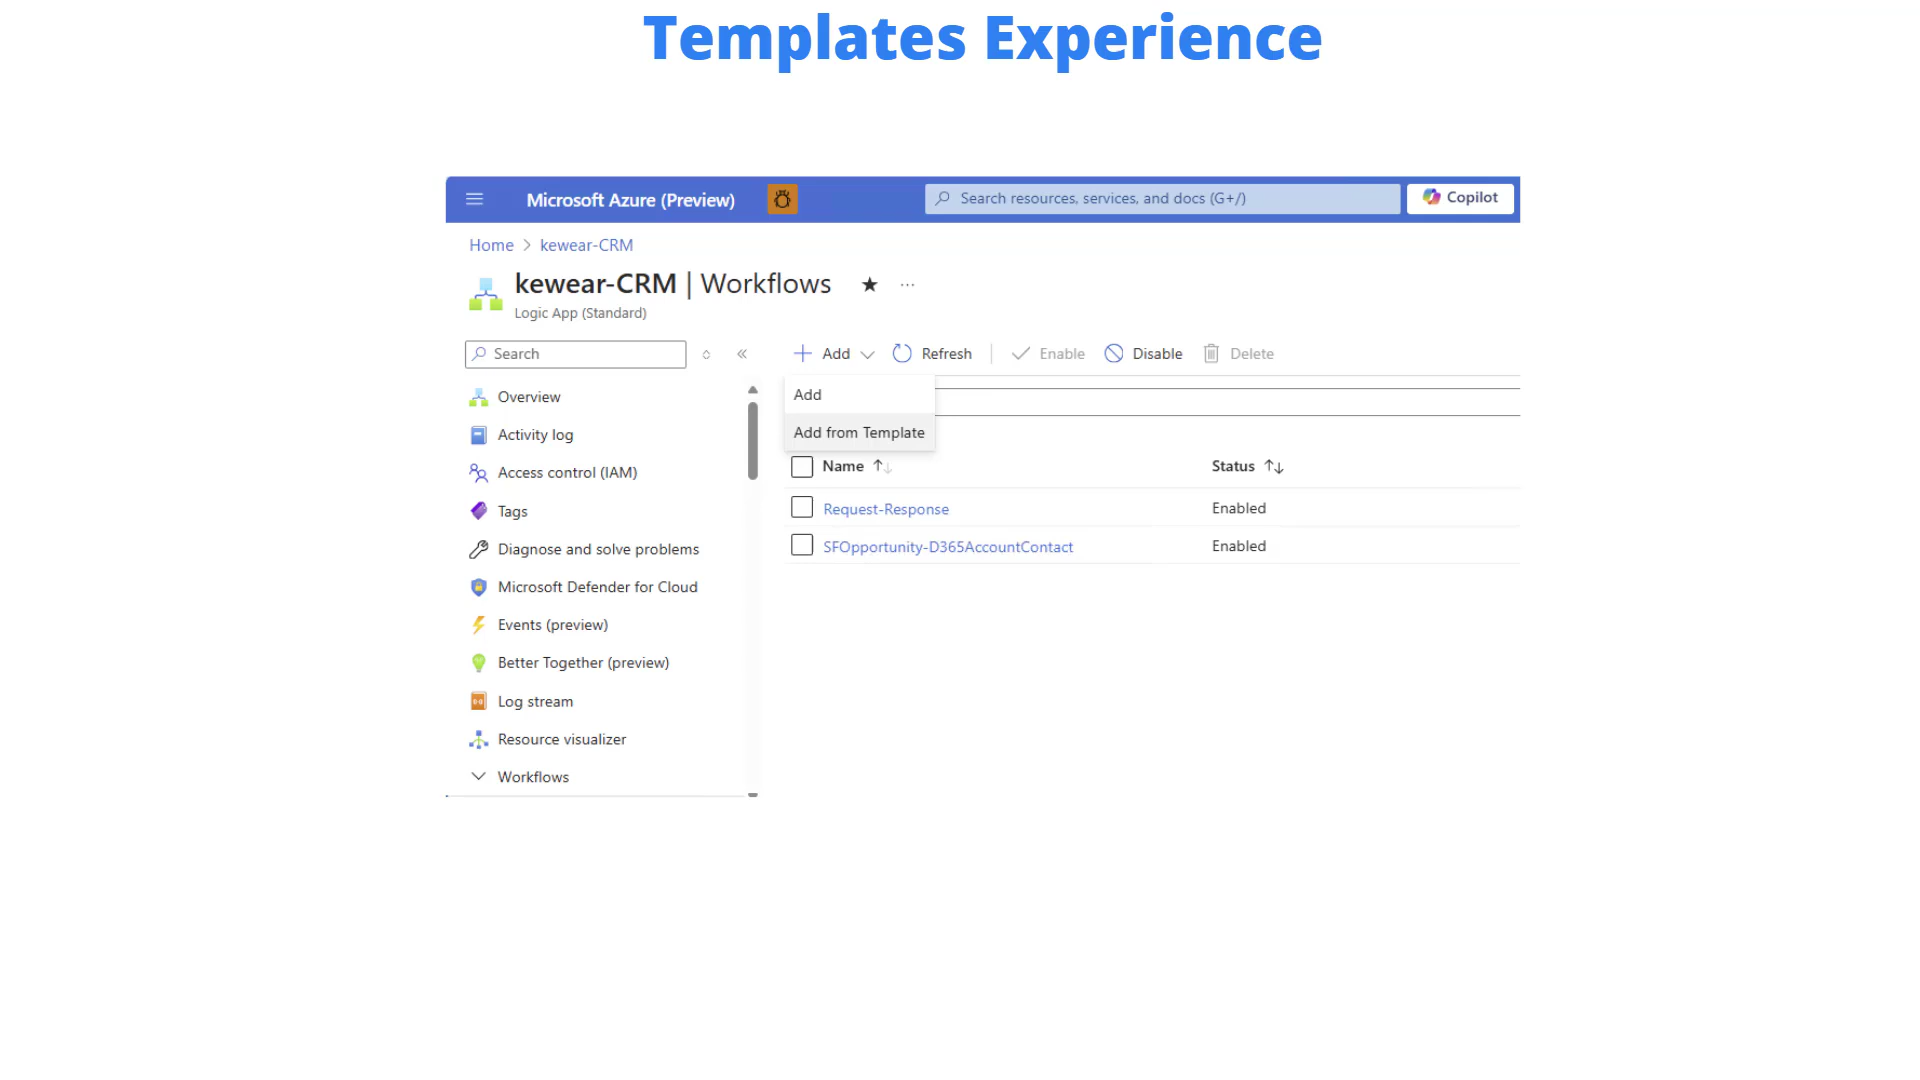 Templates Experience
Microsoft Azure (Preview)
Search resources, services, and docs (G+/)
Copilot
Home > kewear-CRM
kewear-CRM | Workflows
Logic App (Standard)
Search
Add
Refresh
Enable
Disable
Delete
Add
Add from Template
Name
Status
Request-Response
Enabled
SFOpportunity-D365AccountContact
Enabled
Overview
Activity log
Access control (IAM)
Tags
Diagnose and solve problems
Microsoft Defender for Cloud
Events (preview)
Better Together (preview)
Log stream
Resource visualizer
Workflows